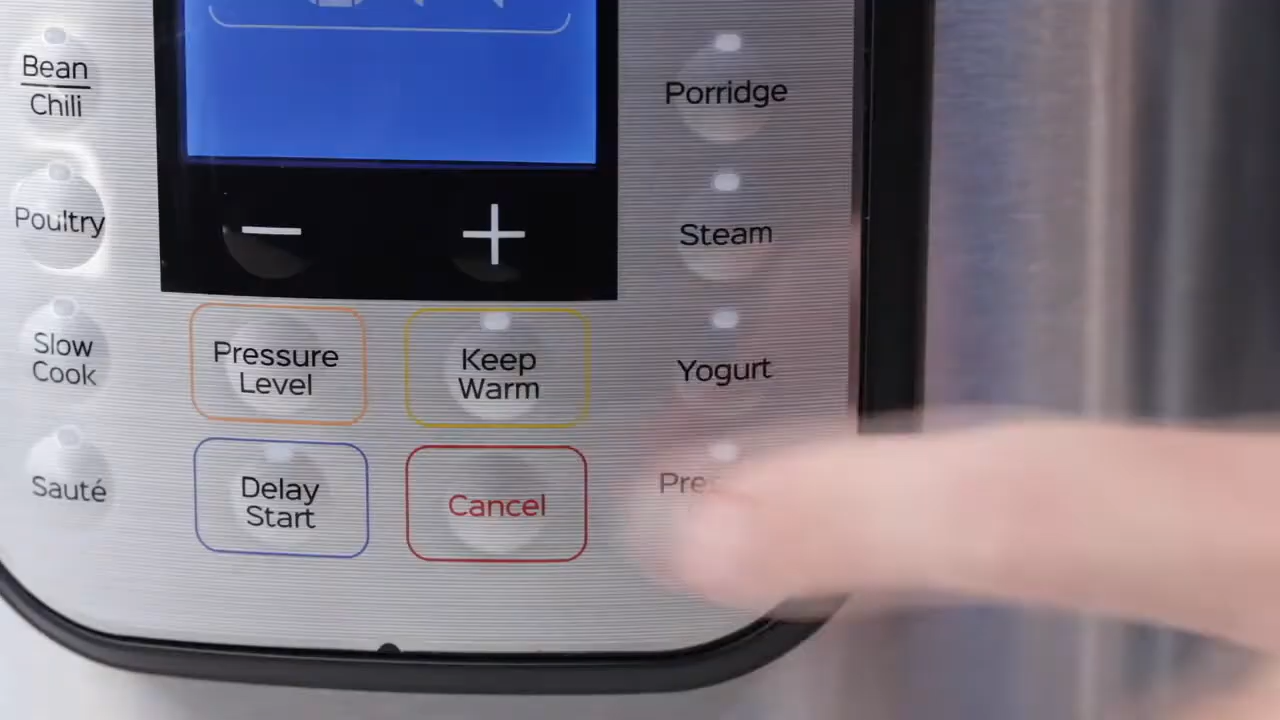 Bean
Chili
Poultry
Slow
Cook
Sauté
−
+
Pressure
Level
Keep
Warm
Delay
Start
Cancel
Porridge
Steam
Yogurt